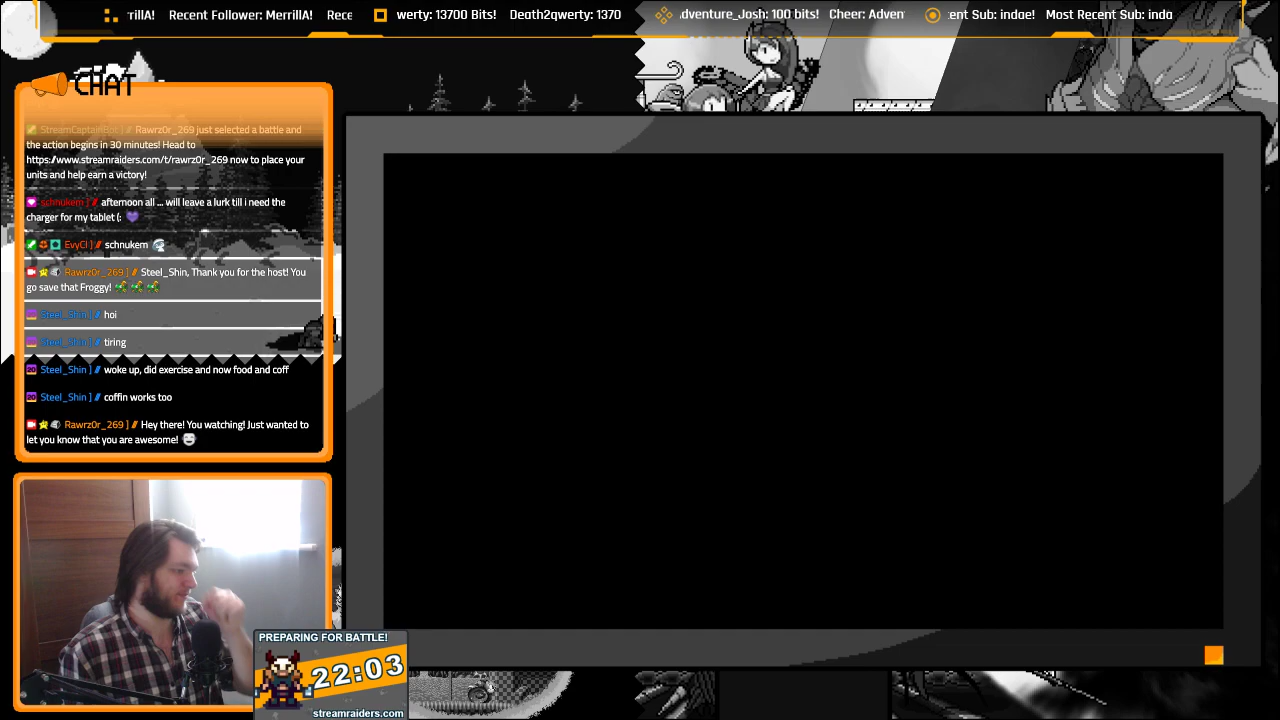 rillA! Recent Follower: MerrillA! Rece
werty: 13700 Bits! Death2qwerty: 1370
dventure_Josh: 100 bits! Cheer: Adven
ent Sub: indae! Most Recent Sub: inda
CHAT
StreamCaptainBot ] // Rawrz0r_269 just selected a battle and
the action begins in 30 minutes! Head to
https://www.streamraiders.com/t/rawrz0r_269 now to place your
units and help earn a victory!
schnukem ] // afternoon all ... will leave a lurk till i need the
charger for my tablet (: 💜
EvyCl ] // schnukem
Rawrz0r_269 ] // Steel_Shin, Thank you for the host! You
go save that Froggy!
Steel_Shin ] // hoi
Steel_Shin ] // tiring
Steel_Shin ] // woke up, did exercise and now food and coff
Steel_Shin ] // coffin works too
Rawrz0r_269 ] // Hey there! You watching! Just wanted to
let you know that you are awesome!
PREPARING FOR BATTLE!
22:03
streamraiders.com